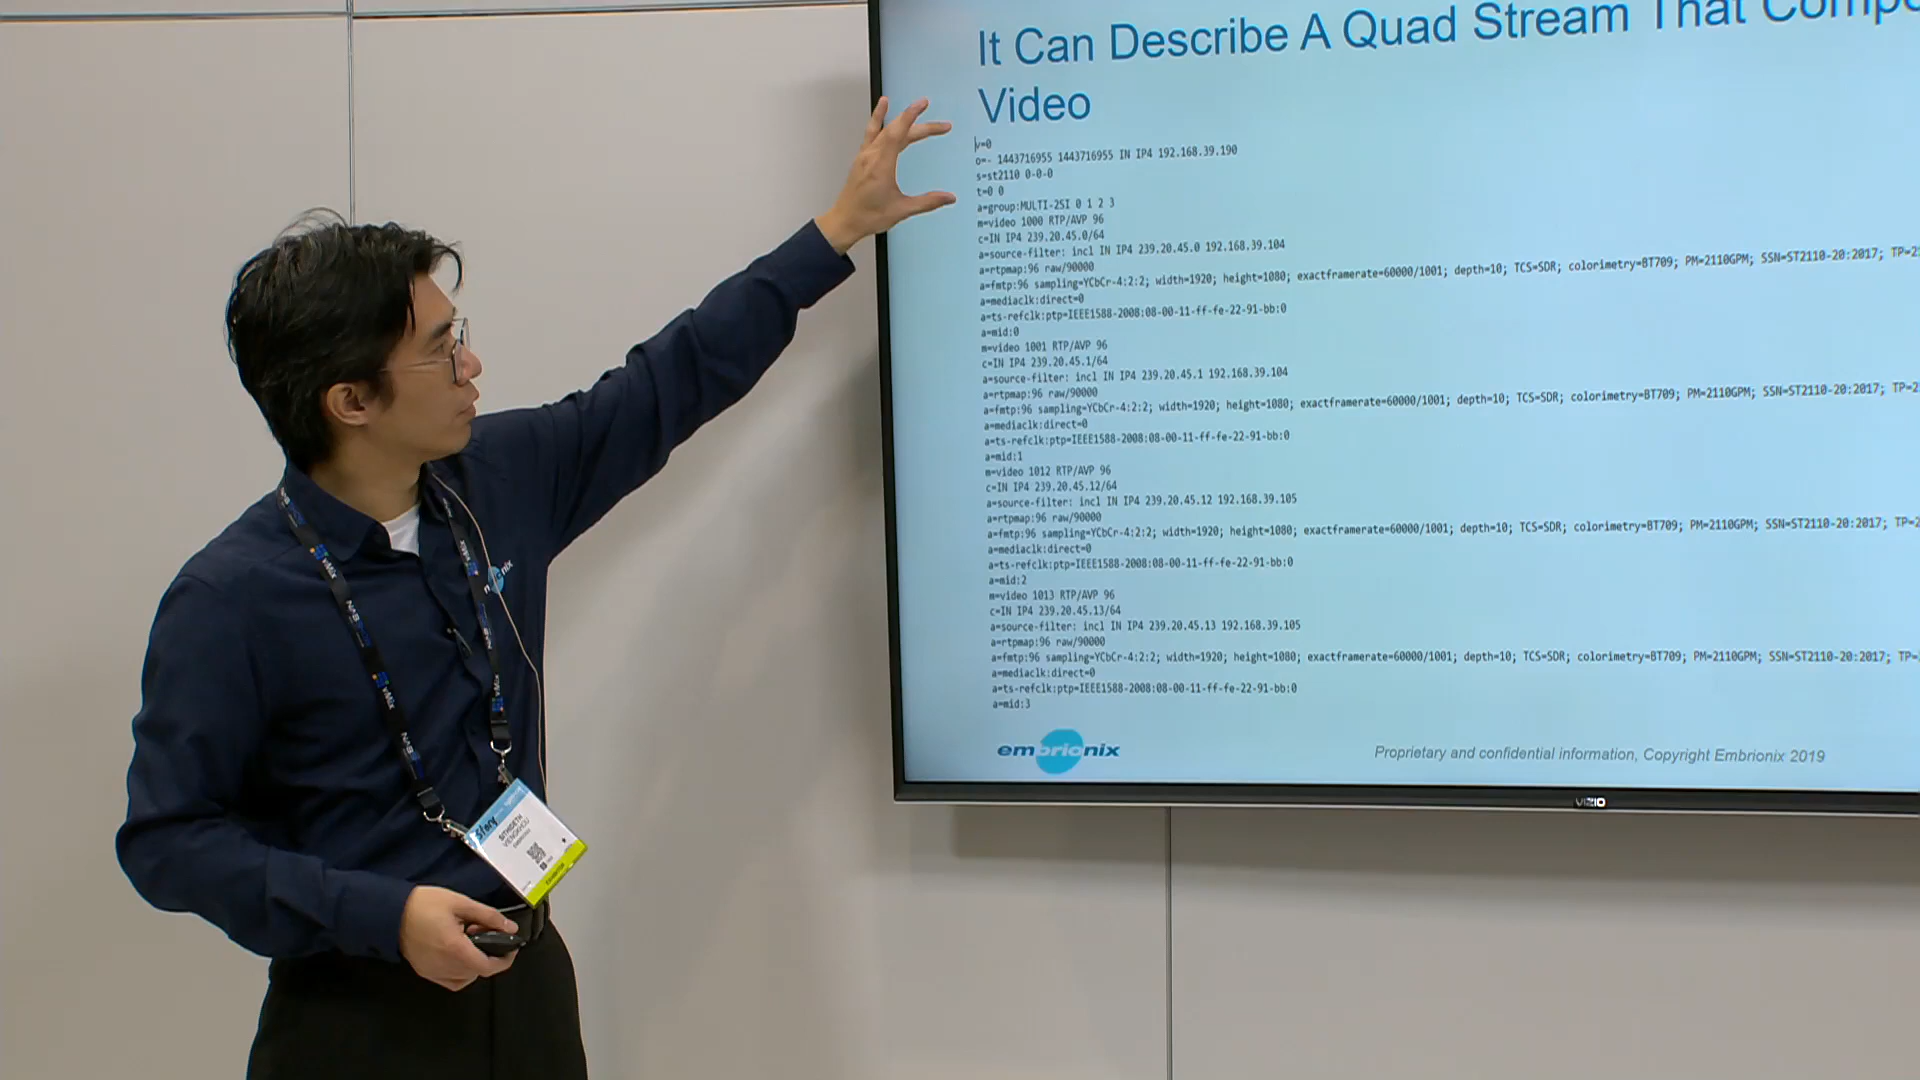 It Can Describe A Quad Stream That
Video
v=0
o=- 1443716955 1443716955 IN IP4 192.168.39.190
s=st2110 0-0-0
t=0 0
a=group:MULTI-2SI 0 1 2 3
m=video 1000 RTP/AVP 96
c=IN IP4 239.20.45.0/64
a=source-filter: incl IN IP4 239.20.45.0 192.168.39.104
a=rtpmap:96 raw/90000
a=fmtp:96 sampling=YCbCr-4:2:2; width=1920; height=1080; exactframerate=60000/1001; depth=10; TCS=SDR; colorimetry=BT709; PM=2110GPM; SSN=ST2110-20:2017; TP=2
a=mediaclk:direct=0
a=ts-refclk:ptp=IEEE1588-2008:08-00-11-ff-fe-22-91-bb:0
a=mid:0
m=video 1001 RTP/AVP 96
c=IN IP4 239.20.45.1/64
a=source-filter: incl IN IP4 239.20.45.1 192.168.39.104
a=rtpmap:96 raw/90000
a=fmtp:96 sampling=YCbCr-4:2:2; width=1920; height=1080; exactframerate=60000/1001; depth=10; TCS=SDR; colorimetry=BT709; PM=2110GPM; SSN=ST2110-20:2017; TP=2
a=mediaclk:direct=0
a=ts-refclk:ptp=IEEE1588-2008:08-00-11-ff-fe-22-91-bb:0
a=mid:1
m=video 1012 RTP/AVP 96
c=IN IP4 239.20.45.12/64
a=source-filter: incl IN IP4 239.20.45.12 192.168.39.105
a=rtpmap:96 raw/90000
a=fmtp:96 sampling=YCbCr-4:2:2; width=1920; height=1080; exactframerate=60000/1001; depth=10; TCS=SDR; colorimetry=BT709; PM=2110GPM; SSN=ST2110-20:2017; TP=2
a=mediaclk:direct=0
a=ts-refclk:ptp=IEEE1588-2008:08-00-11-ff-fe-22-91-bb:0
a=mid:2
m=video 1013 RTP/AVP 96
c=IN IP4 239.20.45.13/64
a=source-filter: incl IN IP4 239.20.45.13 192.168.39.105
a=rtpmap:96 raw/90000
a=fmtp:96 sampling=YCbCr-4:2:2; width=1920; height=1080; exactframerate=60000/1001; depth=10; TCS=SDR; colorimetry=BT709; PM=2110GPM; SSN=ST2110-20:2017; TP=
a=mediaclk:direct=0
a=ts-refclk:ptp=IEEE1588-2008:08-00-11-ff-fe-22-91-bb:0
a=mid:3
embrionix
Proprietary and confidential information, Copyright Embrionix 2019
VIZIO
vMix
vMix
SITHIDETH